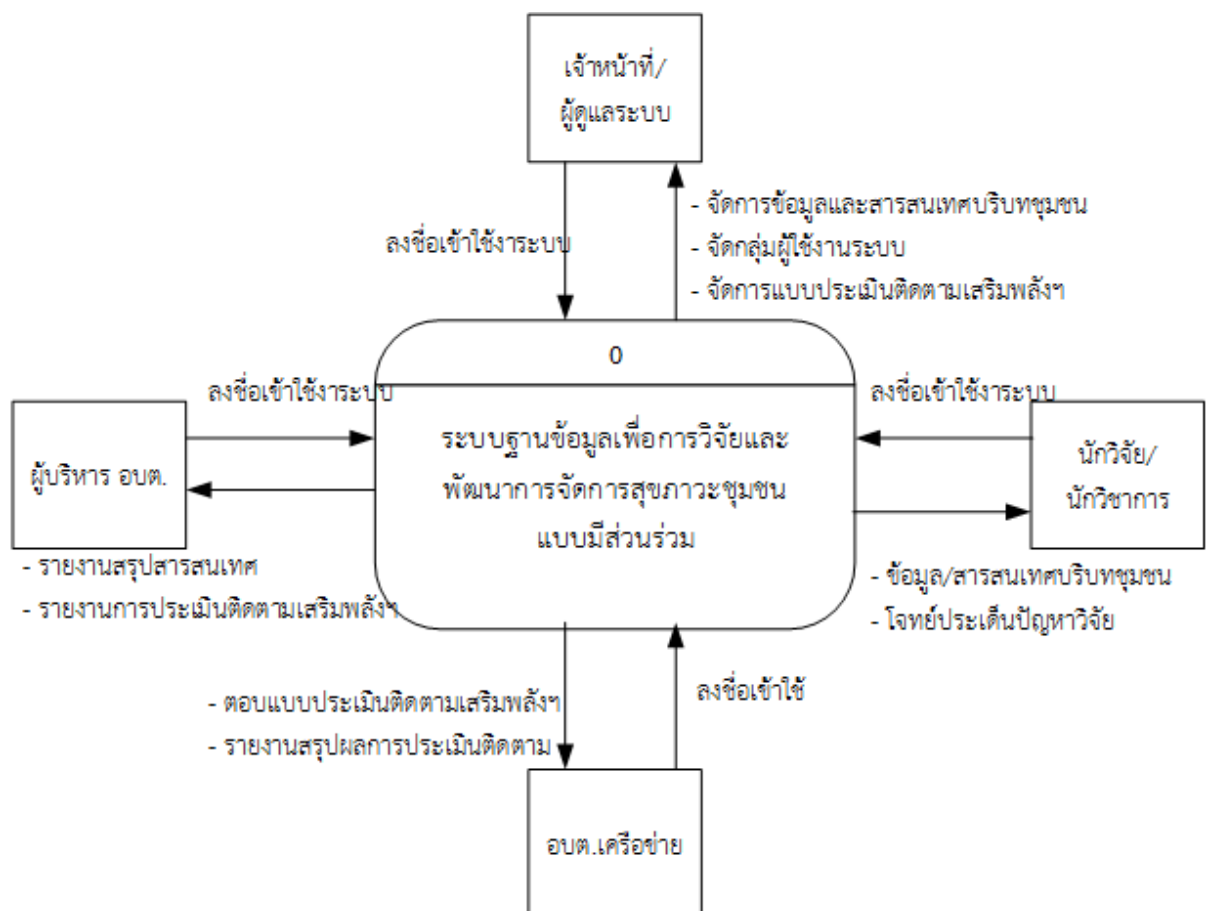 เจ้าหน้าที่/
ผู้ดูแลระบบ
ลงชื่อเข้าใช้งาระบบ
- จัดการข้อมูลและสารสนเทศบริบทชุมชน
- จัดกลุ่มผู้ใช้งานระบบ
- จัดการแบบประเมินติดตามเสริมพลังฯ
0
ระบบฐานข้อมูลเพื่อการวิจัยและ
พัฒนาการจัดการสุขภาวะชุมชน
แบบมีส่วนร่วม
ลงชื่อเข้าใช้งาระบบ
ผู้บริหาร อบต.
- รายงานสรุปสารสนเทศ
- รายงานการประเมินติดตามเสริมพลังฯ
ลงชื่อเข้าใช้งาระบบ
นักวิจัย/
นักวิชาการ
- ข้อมูล/สารสนเทศบริบทชุมชน
- โจทย์ประเด็นปัญหาวิจัย
- ตอบแบบประเมินติดตามเสริมพลังฯ
- รายงานสรุปผลการประเมินติดตาม
ลงชื่อเข้าใช้
อบต.เครือข่าย